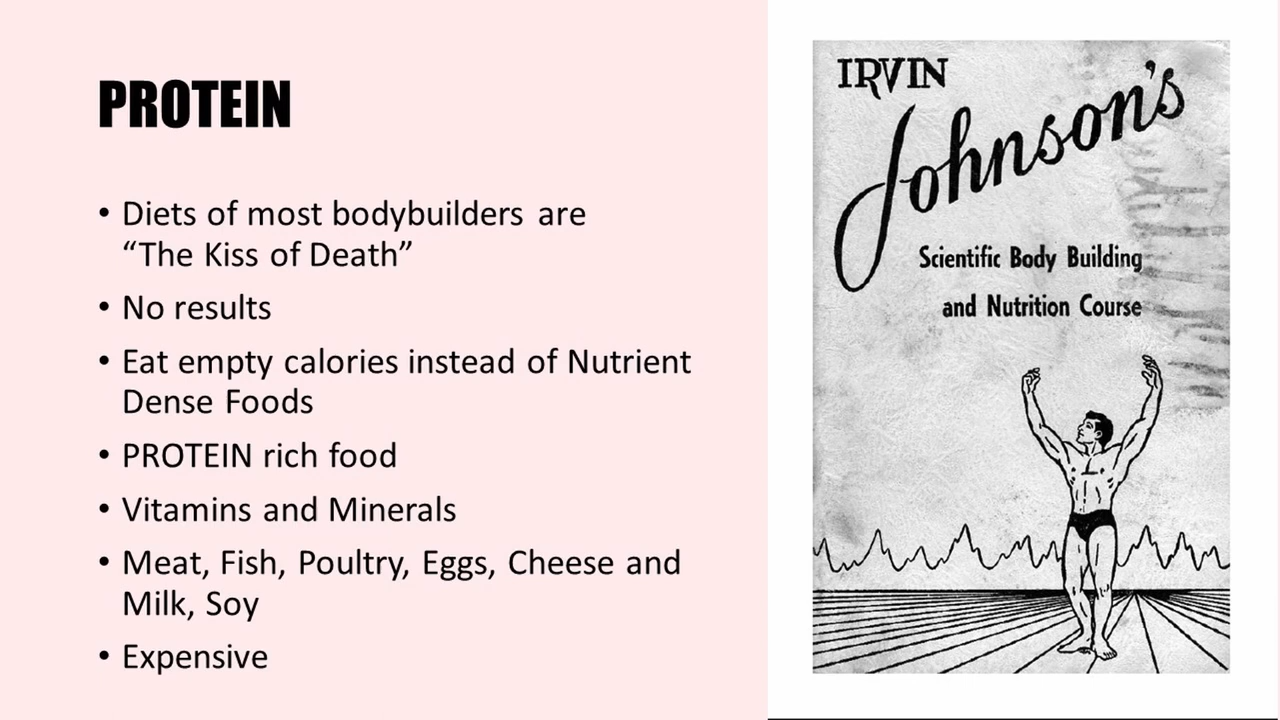 PROTEIN
• Diets of most bodybuilders are
“The Kiss of Death”
• No results
• Eat empty calories instead of Nutrient
Dense Foods
• PROTEIN rich food
• Vitamins and Minerals
• Meat, Fish, Poultry, Eggs, Cheese and
Milk, Soy
• Expensive
IRVIN
Johnson's
Scientific Body Building
and Nutrition Course